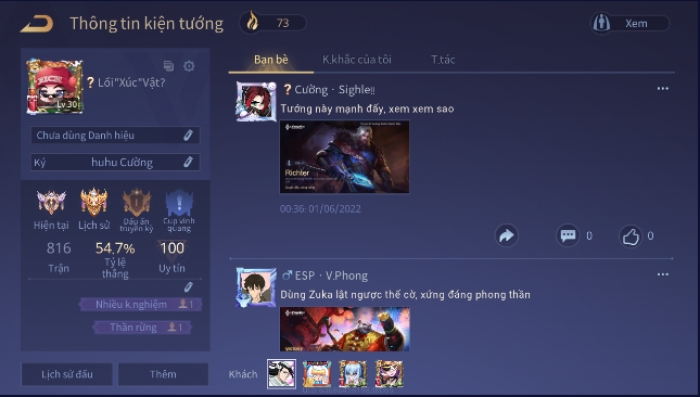 Thông tin kiện tướng
73
Xem
Bạn bè
K.khắc của tôi
T.tác
? Lối"Xúc"Vật?
Lv 30
Chưa dùng Danh hiệu
Ký
huhu Cường
Hiện tại
Lịch sử
Dấu ấn truyền kỳ
Cup vinh quang
816
54.7%
100
Trận
Tỷ lệ thắng
Uy tín
Nhiều k.nghiệm
1
Thần rừng
1
Lịch sử đấu
Thêm
? Cường · Sighle!!
Tướng này mạnh đấy, xem xem sao
Richter
00:36 01/06/2022
0
0
ESP · V.Phong
Dùng Zuka lật ngược thế cờ, xứng đáng phong thần
Khách